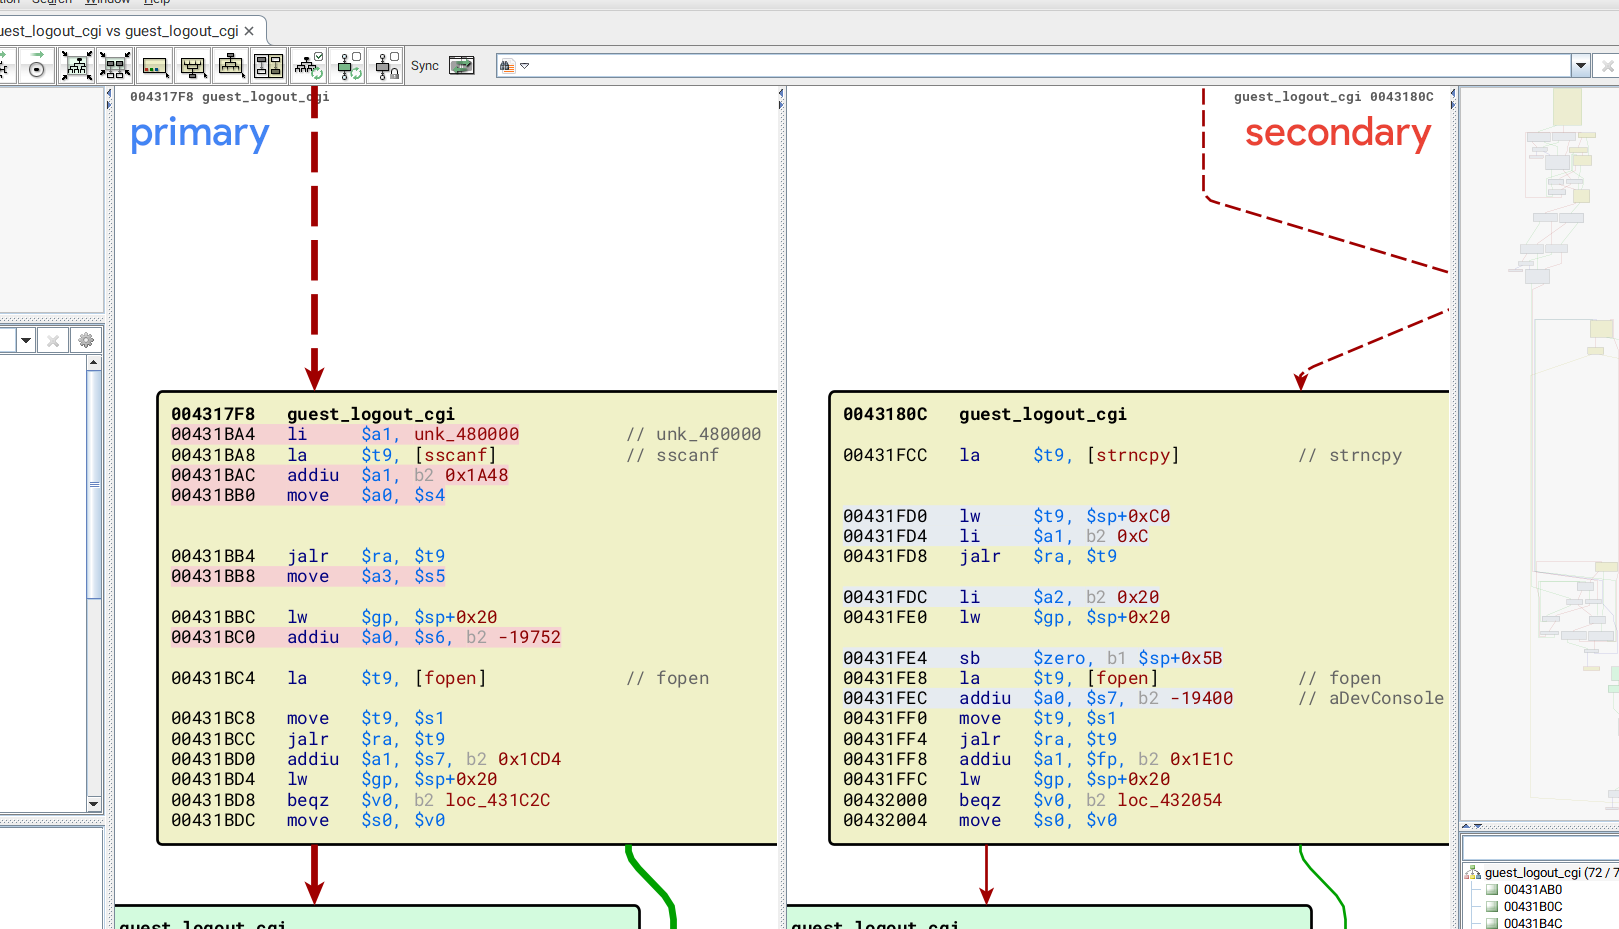 Search Window Help
uest_logout_cgi vs guest_logout_cgi
Sync
004317F8 guest_logout_cgi
primary
004317F8 guest_logout_cgi
00431BA4 li $a1, unk_480000 // unk_480000
00431BA8 la $t9, [sscanf] // sscanf
00431BAC addiu $a1, b2 0x1A48
00431BB0 move $a0, $s4
00431BB4 jalr $ra, $t9
00431BB8 move $a3, $s5
00431BBC lw $gp, $sp+0x20
00431BC0 addiu $a0, $s6, b2 -19752
00431BC4 la $t9, [fopen] // fopen
00431BC8 move $t9, $s1
00431BCC jalr $ra, $t9
00431BD0 addiu $a1, $s7, b2 0x1CD4
00431BD4 lw $gp, $sp+0x20
00431BD8 beqz $v0, b2 loc_431C2C
00431BDC move $s0, $v0
guest_logout_cgi
guest_logout_cgi 0043180C
secondary
0043180C guest_logout_cgi
00431FCC la $t9, [strncpy] // strncpy
00431FD0 lw $t9, $sp+0xC0
00431FD4 li $a1, b2 0xC
00431FD8 jalr $ra, $t9
00431FDC li $a2, b2 0x20
00431FE0 lw $gp, $sp+0x20
00431FE4 sb $zero, b1 $sp+0x5B
00431FE8 la $t9, [fopen] // fopen
00431FEC addiu $a0, $s7, b2 -19400 // aDevConsole
00431FF0 move $t9, $s1
00431FF4 jalr $ra, $t9
00431FF8 addiu $a1, $fp, b2 0x1E1C
00431FFC lw $gp, $sp+0x20
00432000 beqz $v0, b2 loc_432054
00432004 move $s0, $v0
guest_logout_cgi
guest_logout_cgi (72 / 7
00431AB0
00431B0C
00431B4C